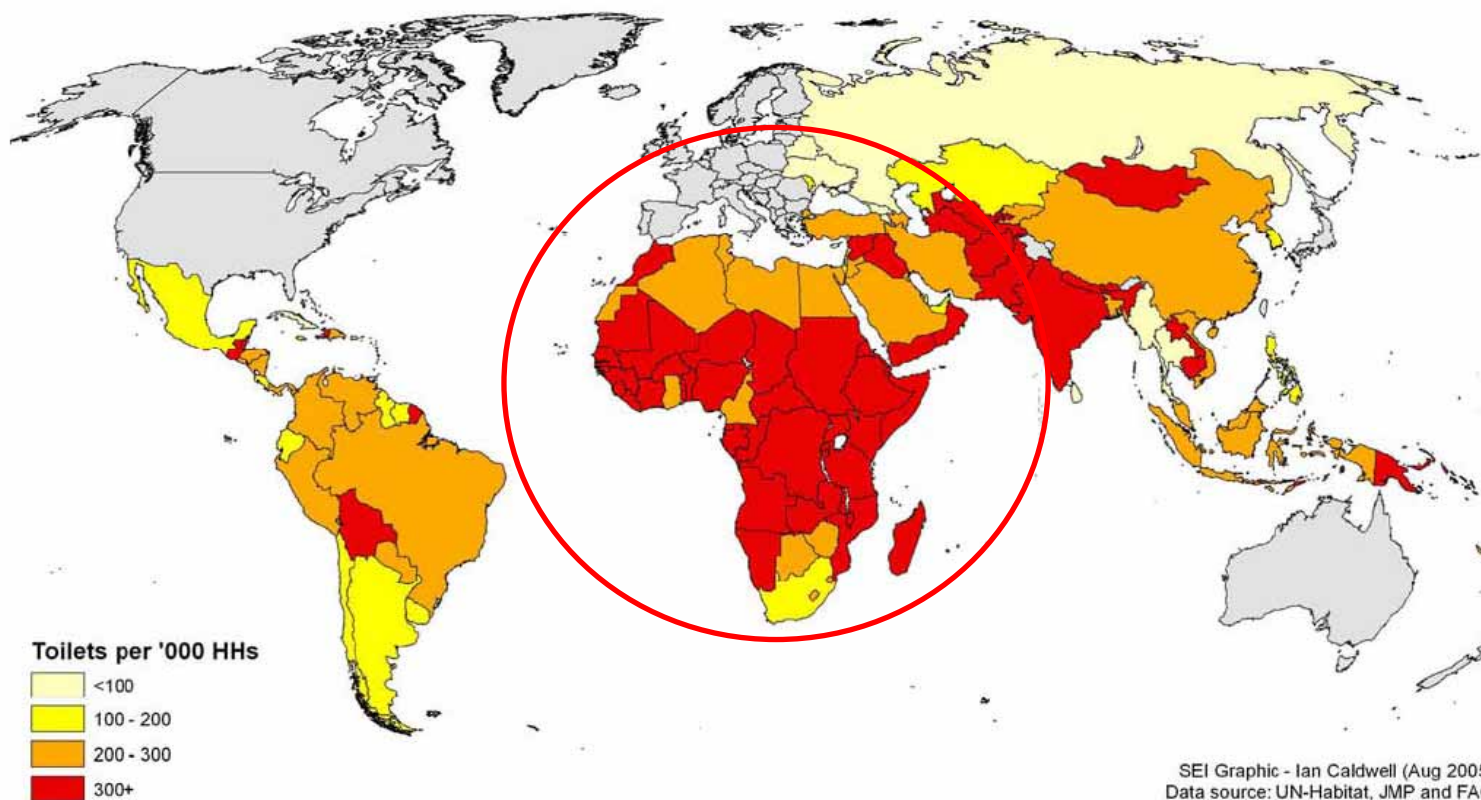 Toilets per '000 HHs
<100
100 - 200
200 - 300
300+
SEI Graphic - Ian Caldwell (Aug 2005
Data source: UN-Habitat, JMP and FA